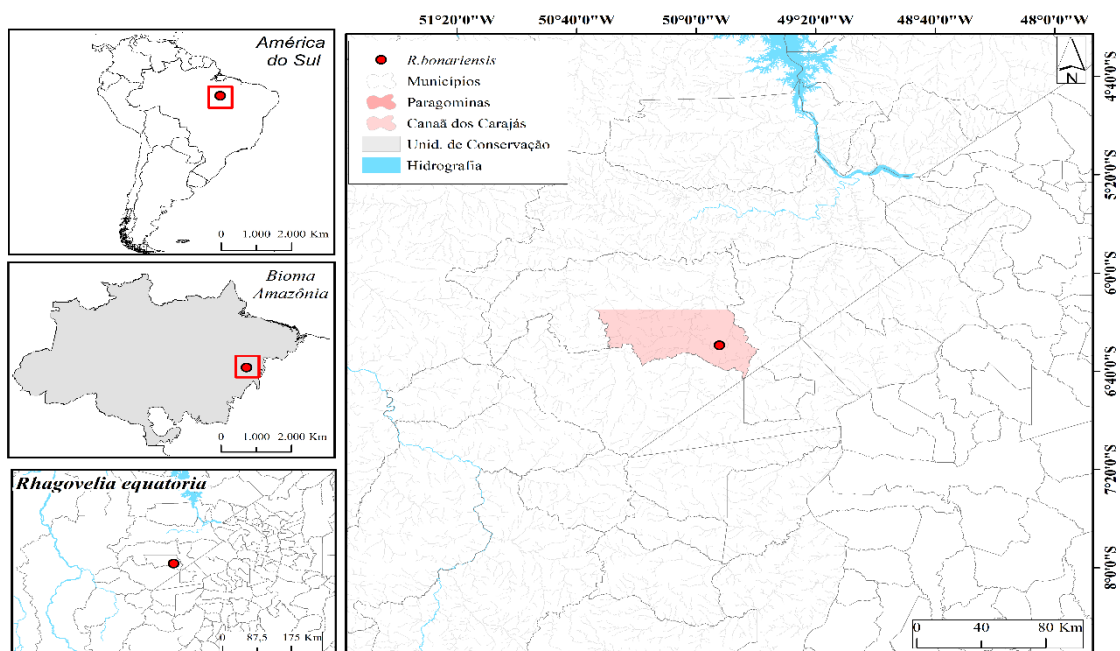 América
do Sul
0 1.000 2.000 Km
Bioma
Amazônia
0 1.000 2.000 Km
Rhagovelia equatoria
0 87,5 175 Km
51°20'0"W 50°40'0"W 50°0'0"W 49°20'0"W 48°40'0"W 48°0'0"W
R.bonariensis
Municípios
Paragominas
Canaã dos Carajás
Unid. de Conservação
Hidrografia
N
4°40'0"S
5°20'0"S
6°0'0"S
6°40'0"S
7°20'0"S
8°0'0"S
0 40 80 Km